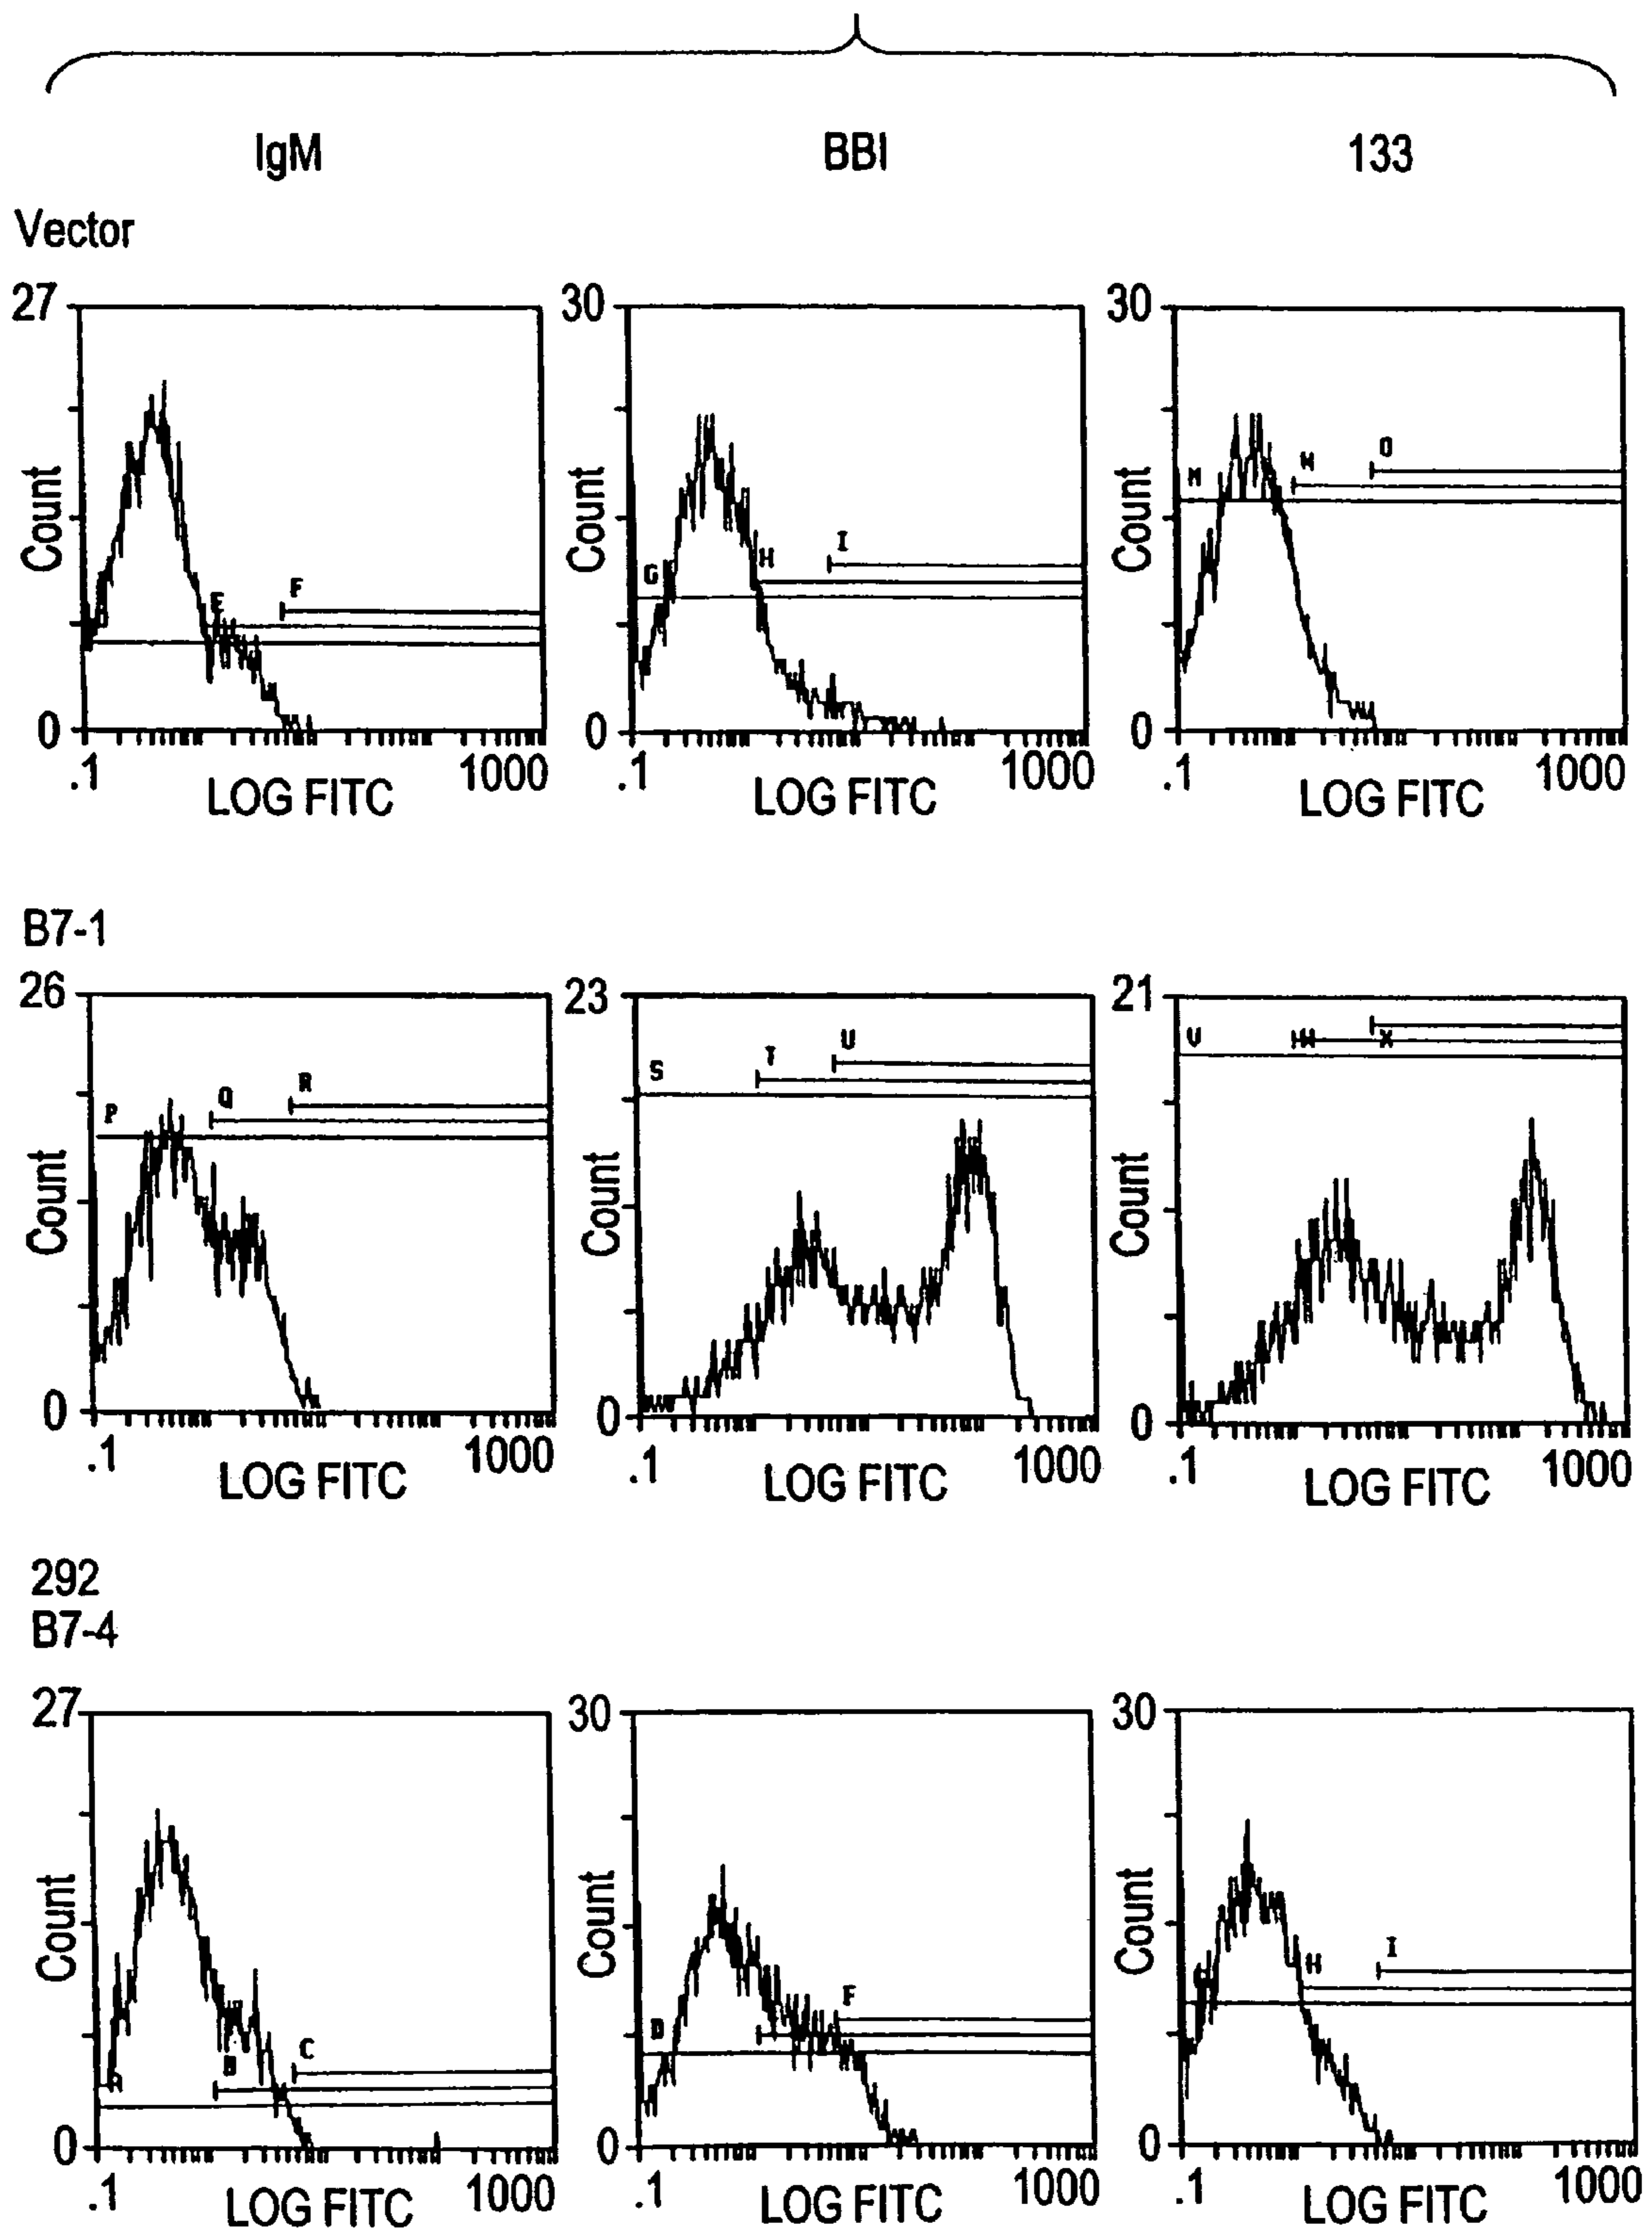 IgM BBI 133
Vector
27 30 30
Count Count Count
M H O
G H I
E F
0 0 0
.1 1000 .1 1000 .1 1000
LOG FITC LOG FITC LOG FITC
B7-1
26 23 21
Count Count Count
P Q R
S T U
V W X
0 0 0
.1 1000 .1 1000 .1 1000
LOG FITC LOG FITC LOG FITC
292
B7-4
27 30 30
Count Count Count
C
D F
H I
0 0 0
.1 1000 .1 1000 .1 1000
LOG FITC LOG FITC LOG FITC